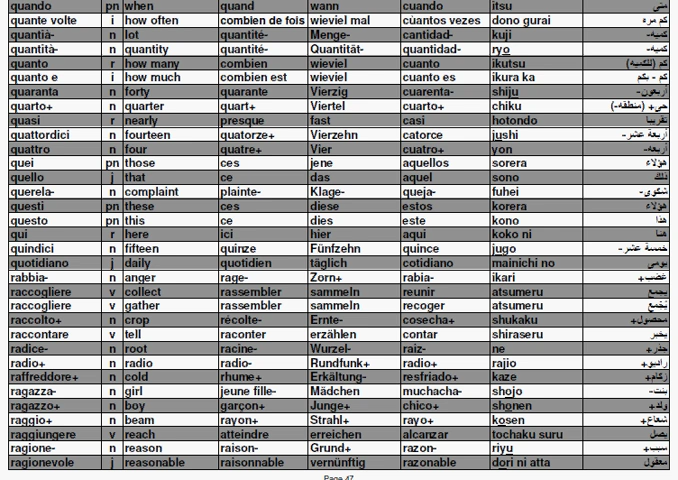 quando pn when quand wann cuando itsu متى
quante volte i how often combien de fois wieviel mal cúantos vezes dono gurai كم مره
quantià- n lot quantité- Menge- cantidad- kuji كميه-
quantità- n quantity quantité- Quantität- quantidad- ryo كميه-
quanto r how many combien wieviel cuanto ikutsu كم (للكميه)
quanto e i how much combien est wieviel cuanto es ikura ka كم - بكم
quaranta n forty quarante Vierzig cuarenta- shiju أربعون-
quarto+ n quarter quart+ Viertel cuarto+ chiku حى+ (منطقه-)
quasi r nearly presque fast casi hotondo تقريبا
quattordici n fourteen quatorze+ Vierzehn catorce jushi أربعة عشر-
quattro n four quatre+ Vier cuatro+ yon أربعه-
quei pn those ces jene aquellos sorera هؤلاء
quello j that ce das aquel sono ذلك
querela- n complaint plainte- Klage- queja- fuhei شكوى-
questi pn these ces diese estos korera هؤلاء
questo pn this ce dies este kono هذا
qui r here ici hier aqui koko ni هنا
quindici n fifteen quinze Fünfzehn quince jugo خمسة عشر-
quotidiano j daily quotidien täglich cotidiano mainichi no يومى
rabbia- n anger rage- Zorn+ rabia- ikari غضب+
raccogliere v collect rassembler sammeln reunir atsumeru يجمع
raccogliere v gather rassembler sammeln recoger atsumeru يجمع
raccolto+ n crop récolte- Ernte- cosecha+ shukaku محصول+
raccontare v tell raconter erzählen contar shiraseru يخبر
radice- n root racine- Wurzel- raiz- ne جذر+
radio+ n radio radio- Rundfunk+ radio+ rajio راديو+
raffreddore+ n cold rhume+ Erkältung- resfriado+ kaze زكام+
ragazza- n girl jeune fille- Mädchen muchacha- shojo بنت-
ragazzo+ n boy garçon+ Junge+ chico+ shonen ولد+
raggio+ n beam rayon+ Strahl+ rayo+ kosen شعاع+
raggiungere v reach atteindre erreichen alcanzar tochaku suru يصل
ragione- n reason raison- Grund+ razon- riyu سبب+
ragionevole j reasonable raisonnable vernünftig razonable dori ni atta معقول
Page 47